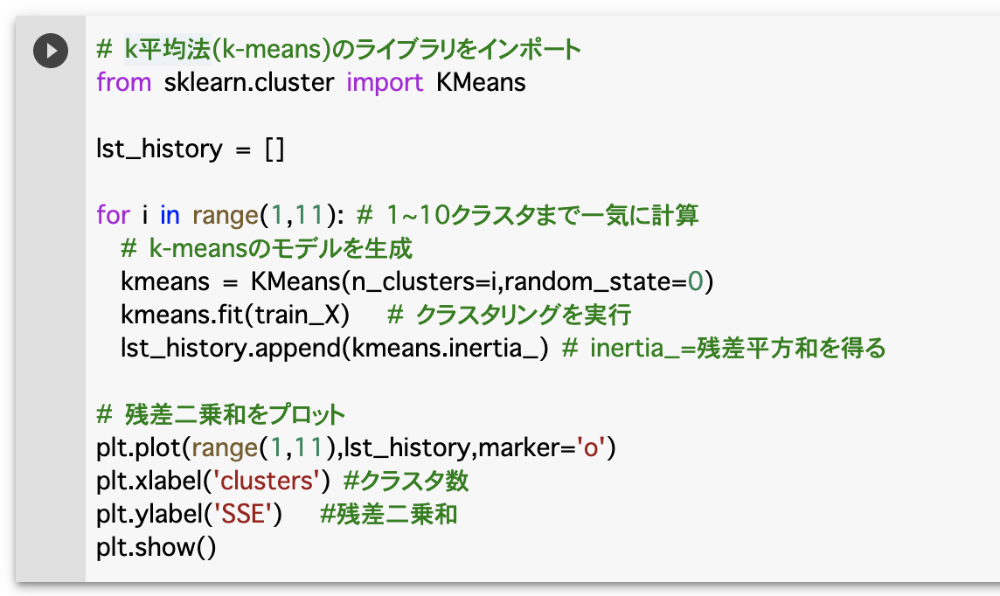 # k平均法(k-means)のライブラリをインポート
from sklearn.cluster import KMeans
lst_history = []
for i in range(1,11): # 1~10クラスタまで一気に計算
# k-meansのモデルを生成
kmeans = KMeans(n_clusters=i,random_state=0)
kmeans.fit(train_X) # クラスタリングを実行
lst_history.append(kmeans.inertia_) # inertia_=残差平方和を得る
# 残差二乗和をプロット
plt.plot(range(1,11),lst_history,marker='o')
plt.xlabel('clusters') #クラスタ数
plt.ylabel('SSE') #残差二乗和
plt.show()